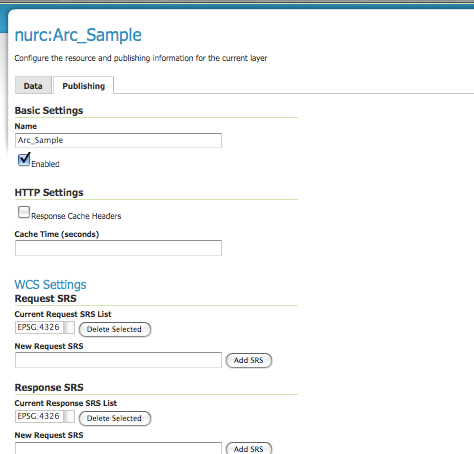 nurc:Arc_Sample
Configure the resource and publishing information for the current layer
Data Publishing
Basic Settings
Name
Arc_Sample
Enabled
HTTP Settings
Response Cache Headers
Cache Time (seconds)
WCS Settings
Request SRS
Current Request SRS List
EPSG:4326 Delete Selected
New Request SRS
Add SRS
Response SRS
Current Response SRS List
EPSG:4326 Delete Selected
New Request SRS
Add SRS